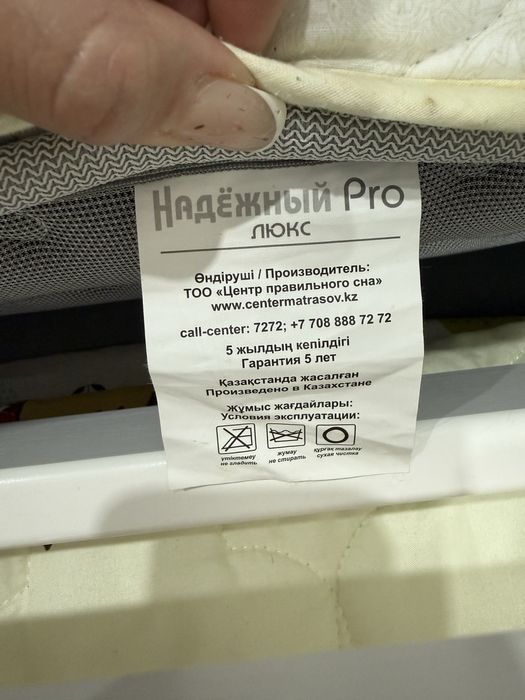 Надёжный Pro
ЛЮКС
Өндіруші / Производитель:
ТОО «Центр правильного сна»
www.centermatrasov.kz
call-center: 7272; +7 708 888 72 72
5 жылдың кепілдігі
Гарантия 5 лет
Қазақстанда жасалған
Произведено в Казахстане
Жұмыс жағдайлары:
Условия эксплуатации:
үтіктемеу жумау құрғақ тазалау
не гладить не стирать сухая чистка